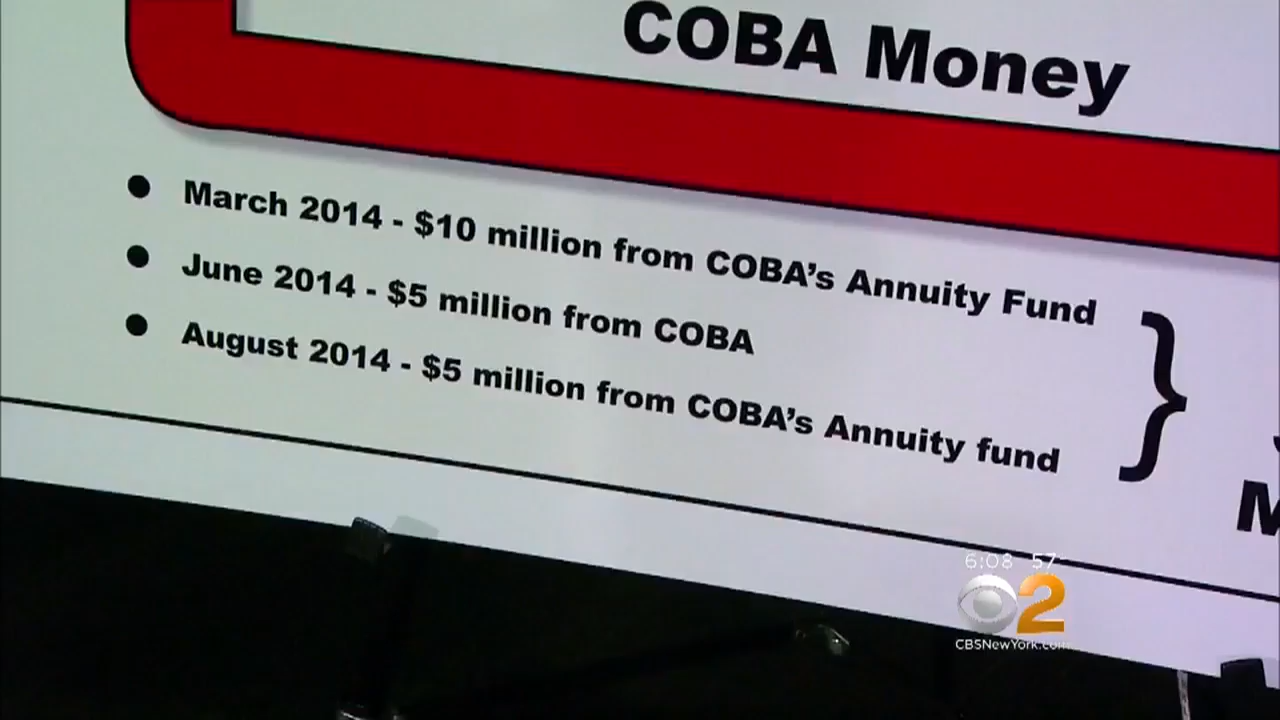 COBA Money
● March 2014 - $10 million from COBA's Annuity Fund
● June 2014 - $5 million from COBA
● August 2014 - $5 million from COBA's Annuity fund
}
M
6:08 57°
2
CBSNewYork.com